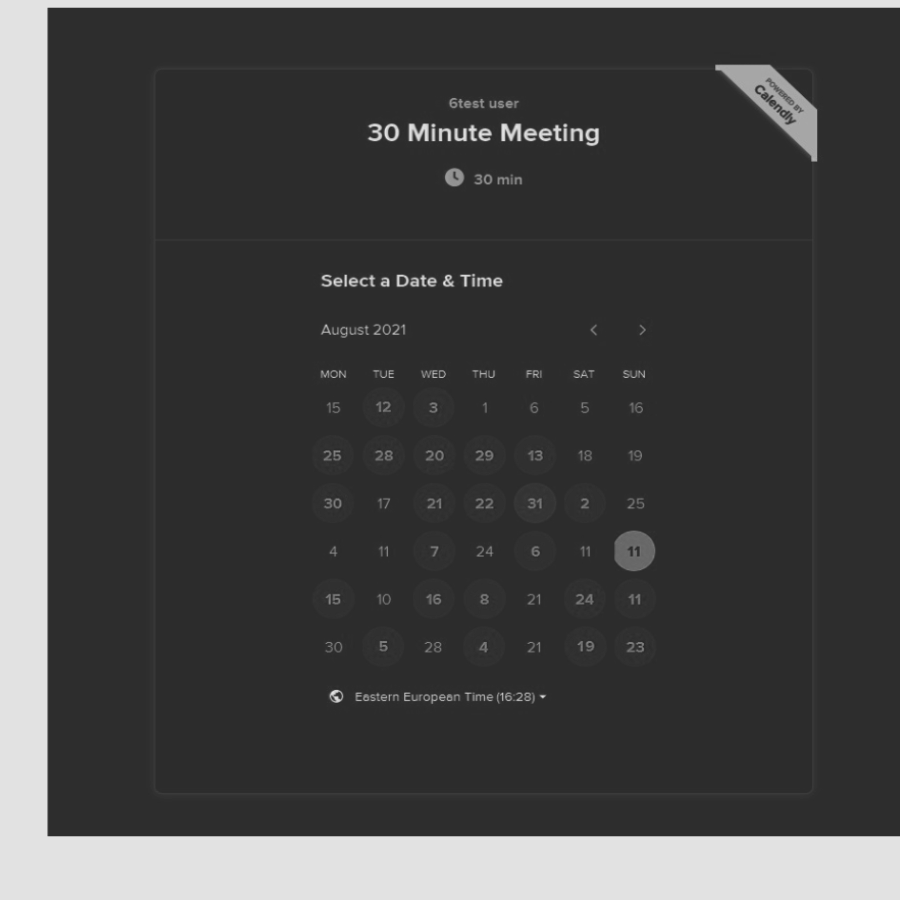 POWERED BY
Calendly
6test user
30 Minute Meeting
30 min
Select a Date & Time
August 2021
MON TUE WED THU FRI SAT SUN
15 12 3 1 6 5 16
25 28 20 29 13 18 19
30 17 21 22 31 2 25
4 11 7 24 6 11 11
15 10 16 8 21 24 11
30 5 28 4 21 19 23
Eastern European Time (16:28)